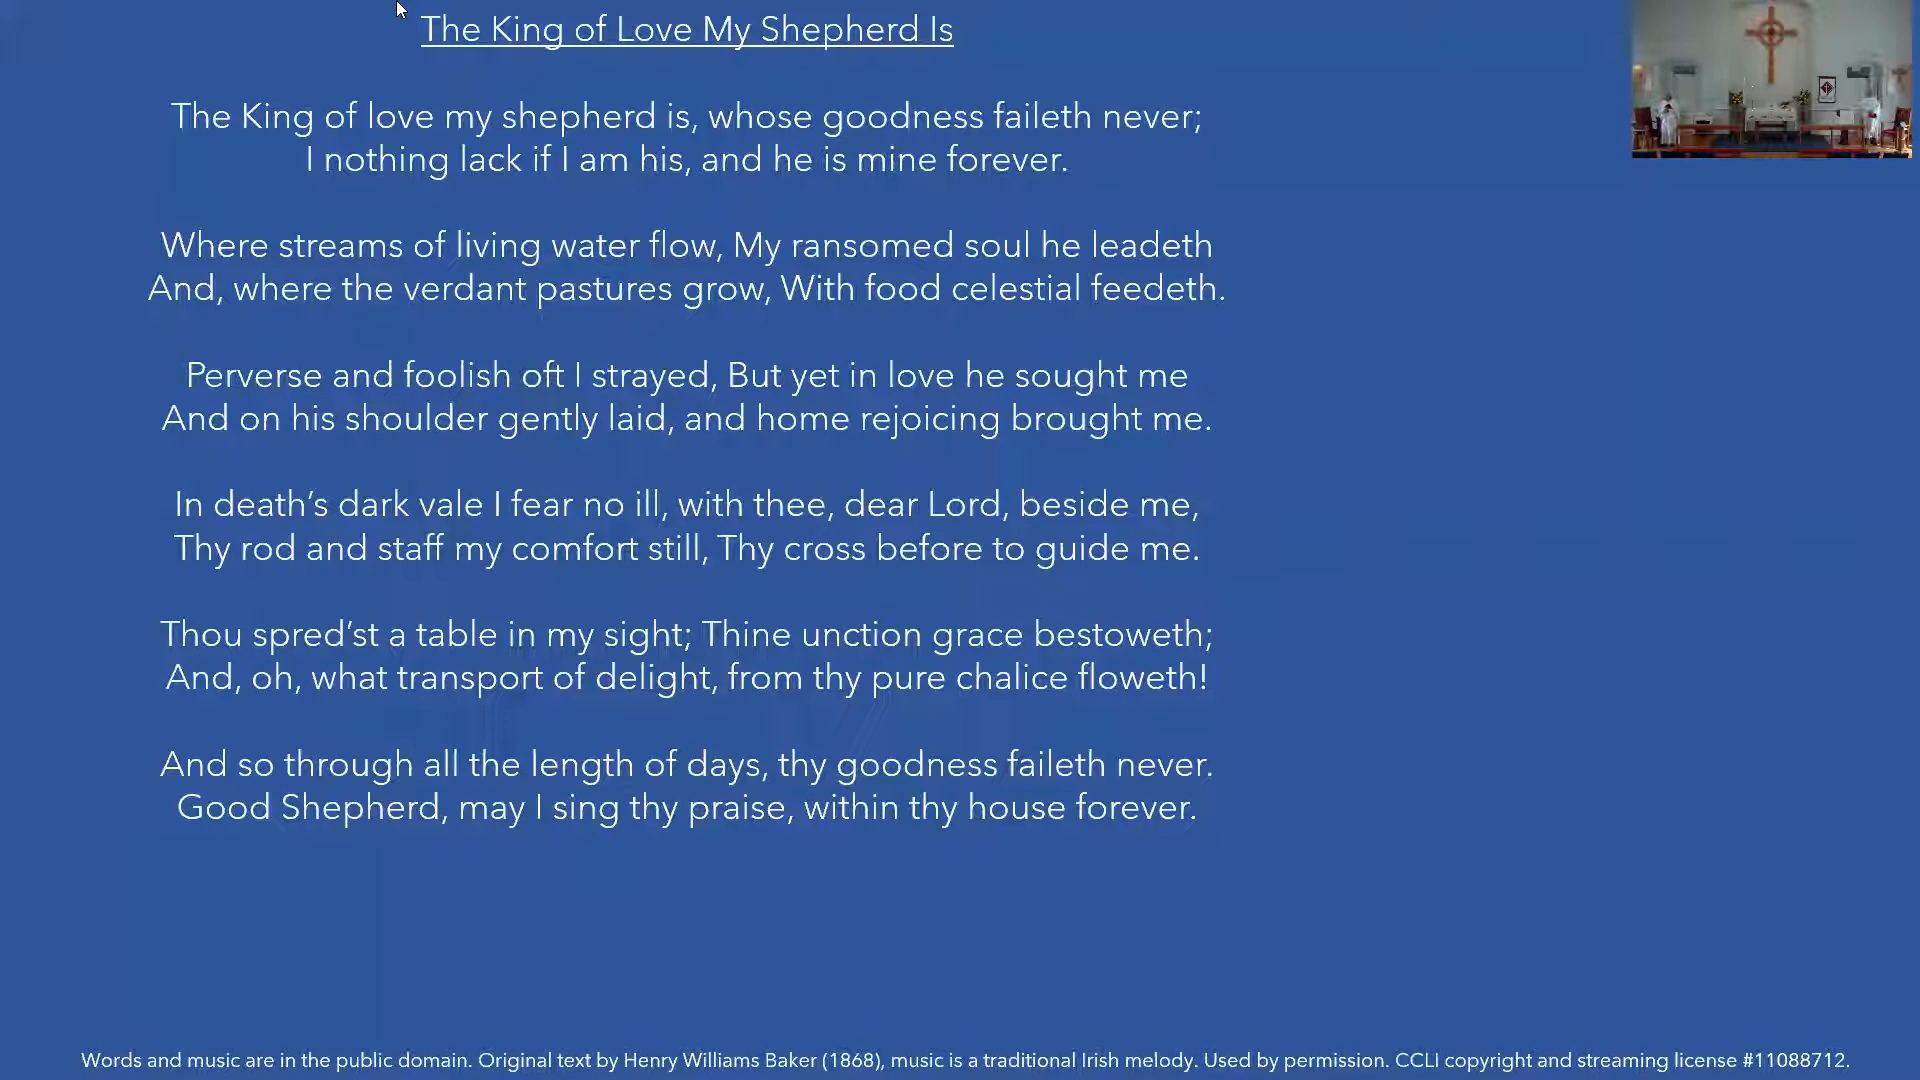 The King of Love My Shepherd Is
The King of love my shepherd is, whose goodness faileth never;
I nothing lack if I am his, and he is mine forever.
Where streams of living water flow, My ransomed soul he leadeth
And, where the verdant pastures grow, With food celestial feedeth.
Perverse and foolish oft I strayed, But yet in love he sought me
And on his shoulder gently laid, and home rejoicing brought me.
In death’s dark vale I fear no ill, with thee, dear Lord, beside me,
Thy rod and staff my comfort still, Thy cross before to guide me.
Thou spred’st a table in my sight; Thine unction grace bestoweth;
And, oh, what transport of delight, from thy pure chalice floweth!
And so through all the length of days, thy goodness faileth never.
Good Shepherd, may I sing thy praise, within thy house forever.
Words and music are in the public domain. Original text by Henry Williams Baker (1868), music is a traditional Irish melody. Used by permission. CCLI copyright and streaming license #11088712.